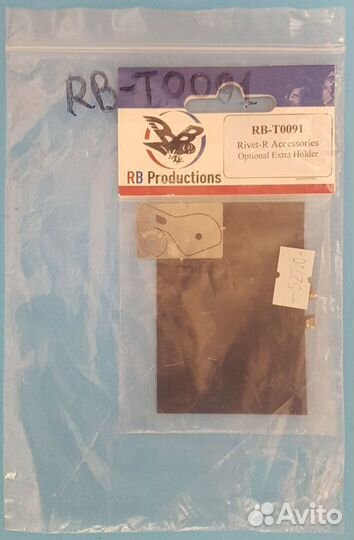 RB-T0091
RB Productions
RB-T0091
Rivet-R Accessories
Optional Extra Holder
Avito